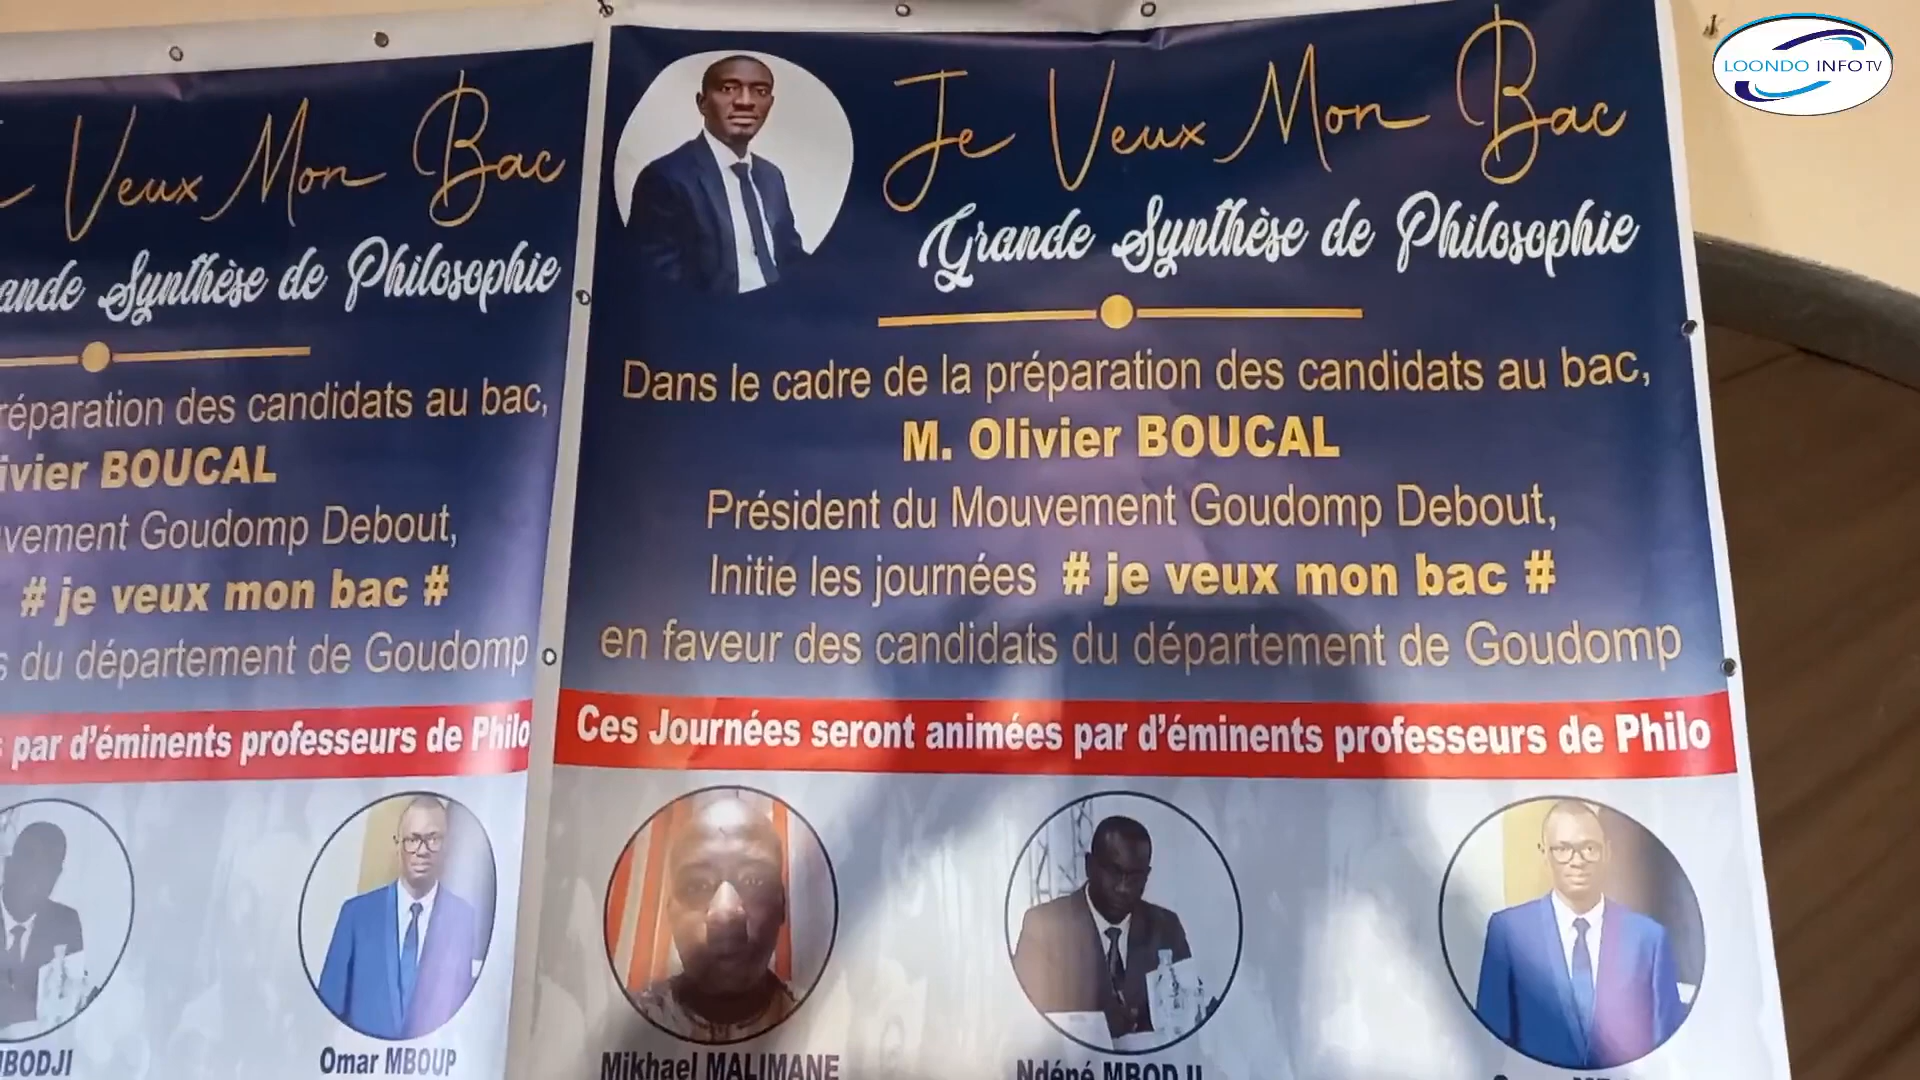 LOONDO INFO TV
Veux Mon Bac
ande Synthèse de Philosophie
réparation des candidats au bac,
ivier BOUCAL
vement Goudomp Debout,
# je veux mon bac #
s du département de Goudomp
par d'éminents professeurs de Philo
MBODJI
Omar MBOUP
Je Veux Mon Bac
Grande Synthèse de Philosophie
Dans le cadre de la préparation des candidats au bac,
M. Olivier BOUCAL
Président du Mouvement Goudomp Debout,
Initie les journées # je veux mon bac #
en faveur des candidats du département de Goudomp
Ces Journées seront animées par d'éminents professeurs de Philo
Mikhael MALIMANE
Ndéné MBODJI